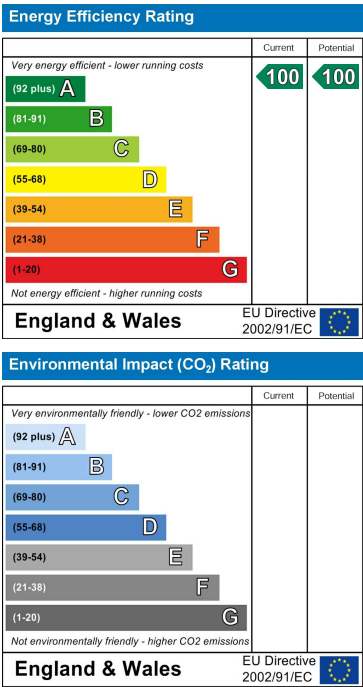 Energy Efficiency Rating
Current Potential
Very energy efficient - lower running costs
(92 plus) A 100 100
(81-91) B
(69-80) C
(55-68) D
(39-54) E
(21-38) F
(1-20) G
Not energy efficient - higher running costs
England & Wales
EU Directive
2002/91/EC
Environmental Impact (CO₂) Rating
Current Potential
Very environmentally friendly - lower CO2 emissions
(92 plus) A
(81-91) B
(69-80) C
(55-68) D
(39-54) E
(21-38) F
(1-20) G
Not environmentally friendly - higher CO2 emissions
England & Wales
EU Directive
2002/91/EC